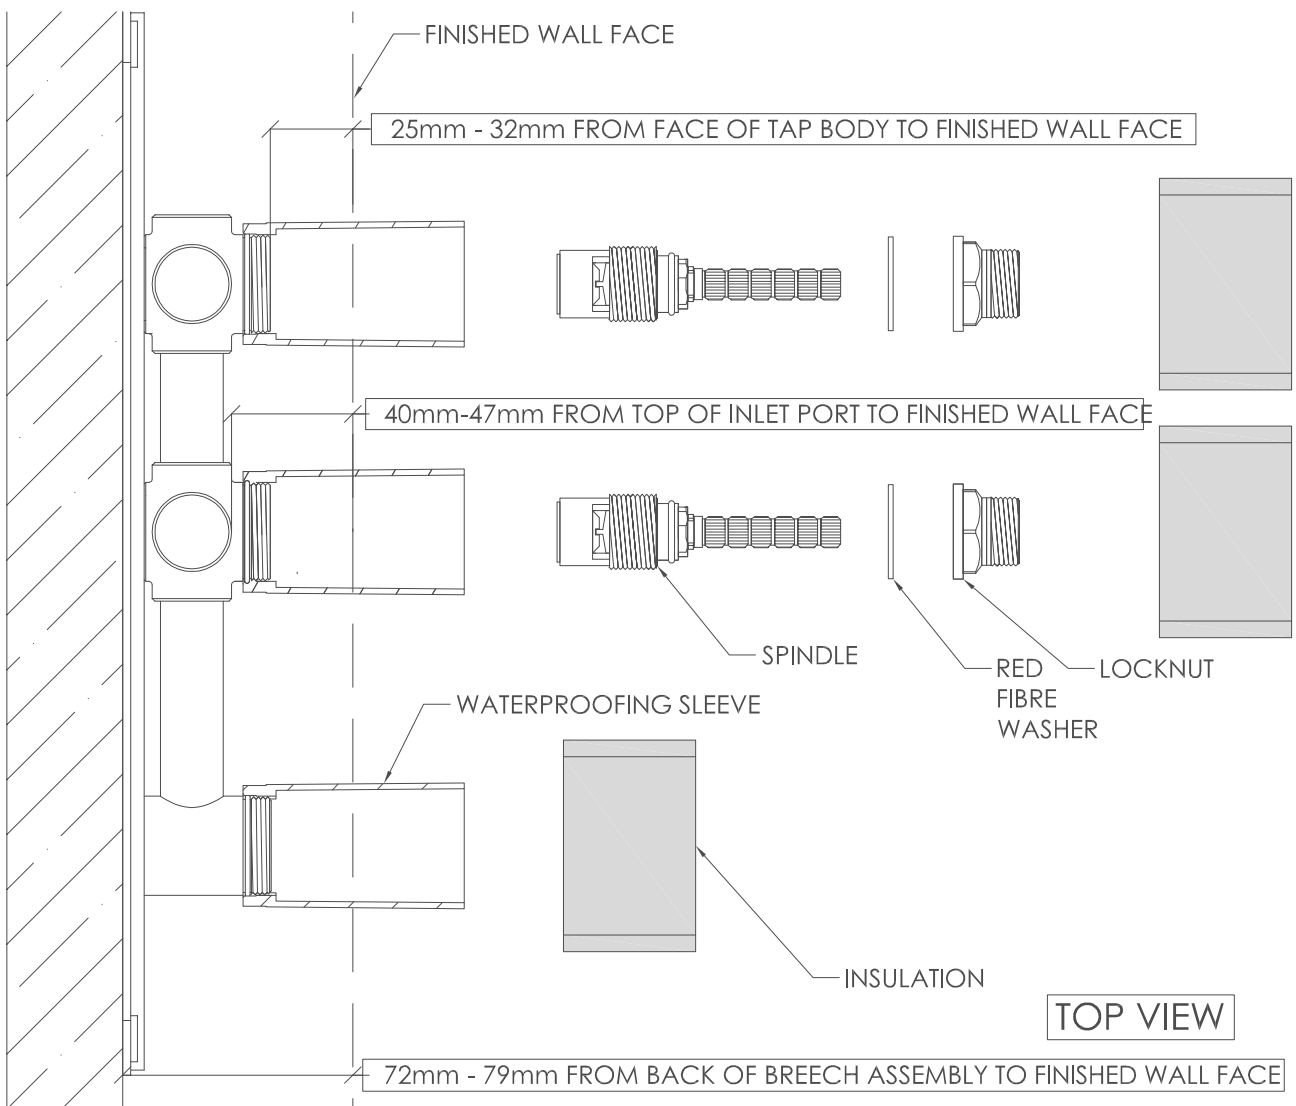 FINISHED WALL FACE
25mm - 32mm FROM FACE OF TAP BODY TO FINISHED WALL FACE
40mm-47mm FROM TOP OF INLET PORT TO FINISHED WALL FACE
SPINDLE
RED
FIBRE
WASHER
LOCKNUT
WATERPROOFING SLEEVE
INSULATION
TOP VIEW
72mm - 79mm FROM BACK OF BREECH ASSEMBLY TO FINISHED WALL FACE